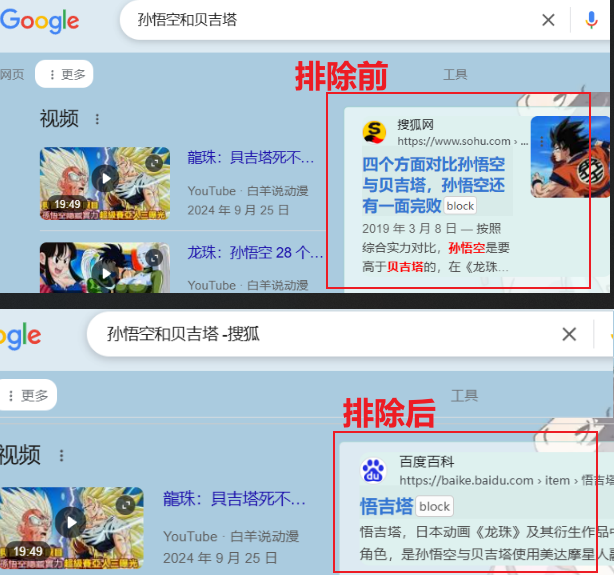 Google
孙悟空和贝吉塔
排除前
网页
更多
工具
视频
龍珠：貝吉塔死不...
YouTube · 白羊说动漫
2024 年 9 月 25 日
19:49
龙珠：孙悟空 28 个...
YouTube · 白羊说动漫
搜狐网
https://www.sohu.com › ...
四个方面对比孙悟空
与贝吉塔，孙悟空还
有一面完败 block
2019 年 3 月 8 日 — 按照
综合实力对比，孙悟空是要
高于贝吉塔的，在《龙珠...
ogle
孙悟空和贝吉塔 -搜狐
更多
排除后
工具
视频
龍珠：貝吉塔死不...
YouTube · 白羊说动漫
2024 年 9 月 25 日
19:49
百度百科
https://baike.baidu.com › item › 悟吉塔
悟吉塔 block
悟吉塔，日本动画《龙珠》及其衍生作品中
角色，是孙悟空与贝吉塔使用美达摩星人